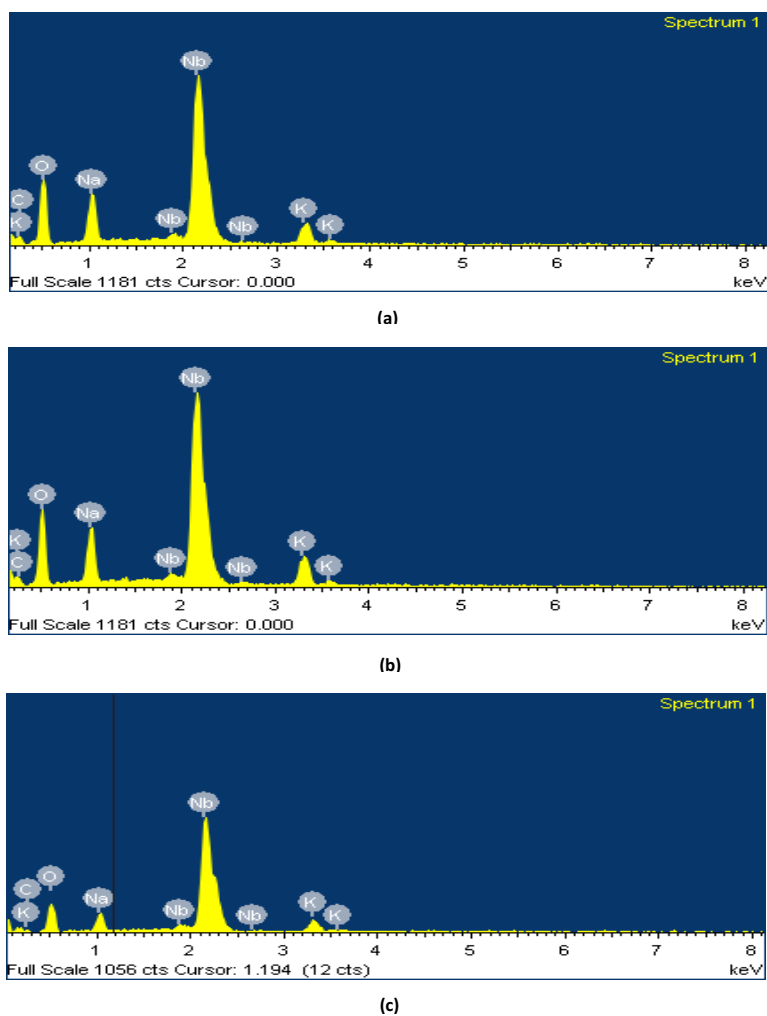 Spectrum 1
Nb
O
Na
C
K
Nb
Nb
K
K
1 2 3 4 5 6 7 8
Full Scale 1181 cts Cursor: 0.000 keV
(a)
Spectrum 1
Nb
O
Na
K
C
Nb
Nb
K
K
1 2 3 4 5 6 7 8
Full Scale 1181 cts Cursor: 0.000 keV
(b)
Spectrum 1
Nb
O
C
Na
K
Nb
Nb
K
K
1 2 3 4 5 6 7 8
Full Scale 1056 cts Cursor: 1.194 (12 cts) keV
(c)